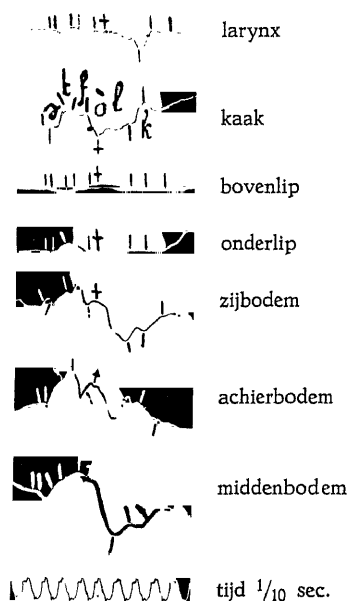 larynx
ə t f ò l k
kaak
bovenlip
onderlip
zijbodem
achierbodem
middenbodem
tijd 1/10 sec.